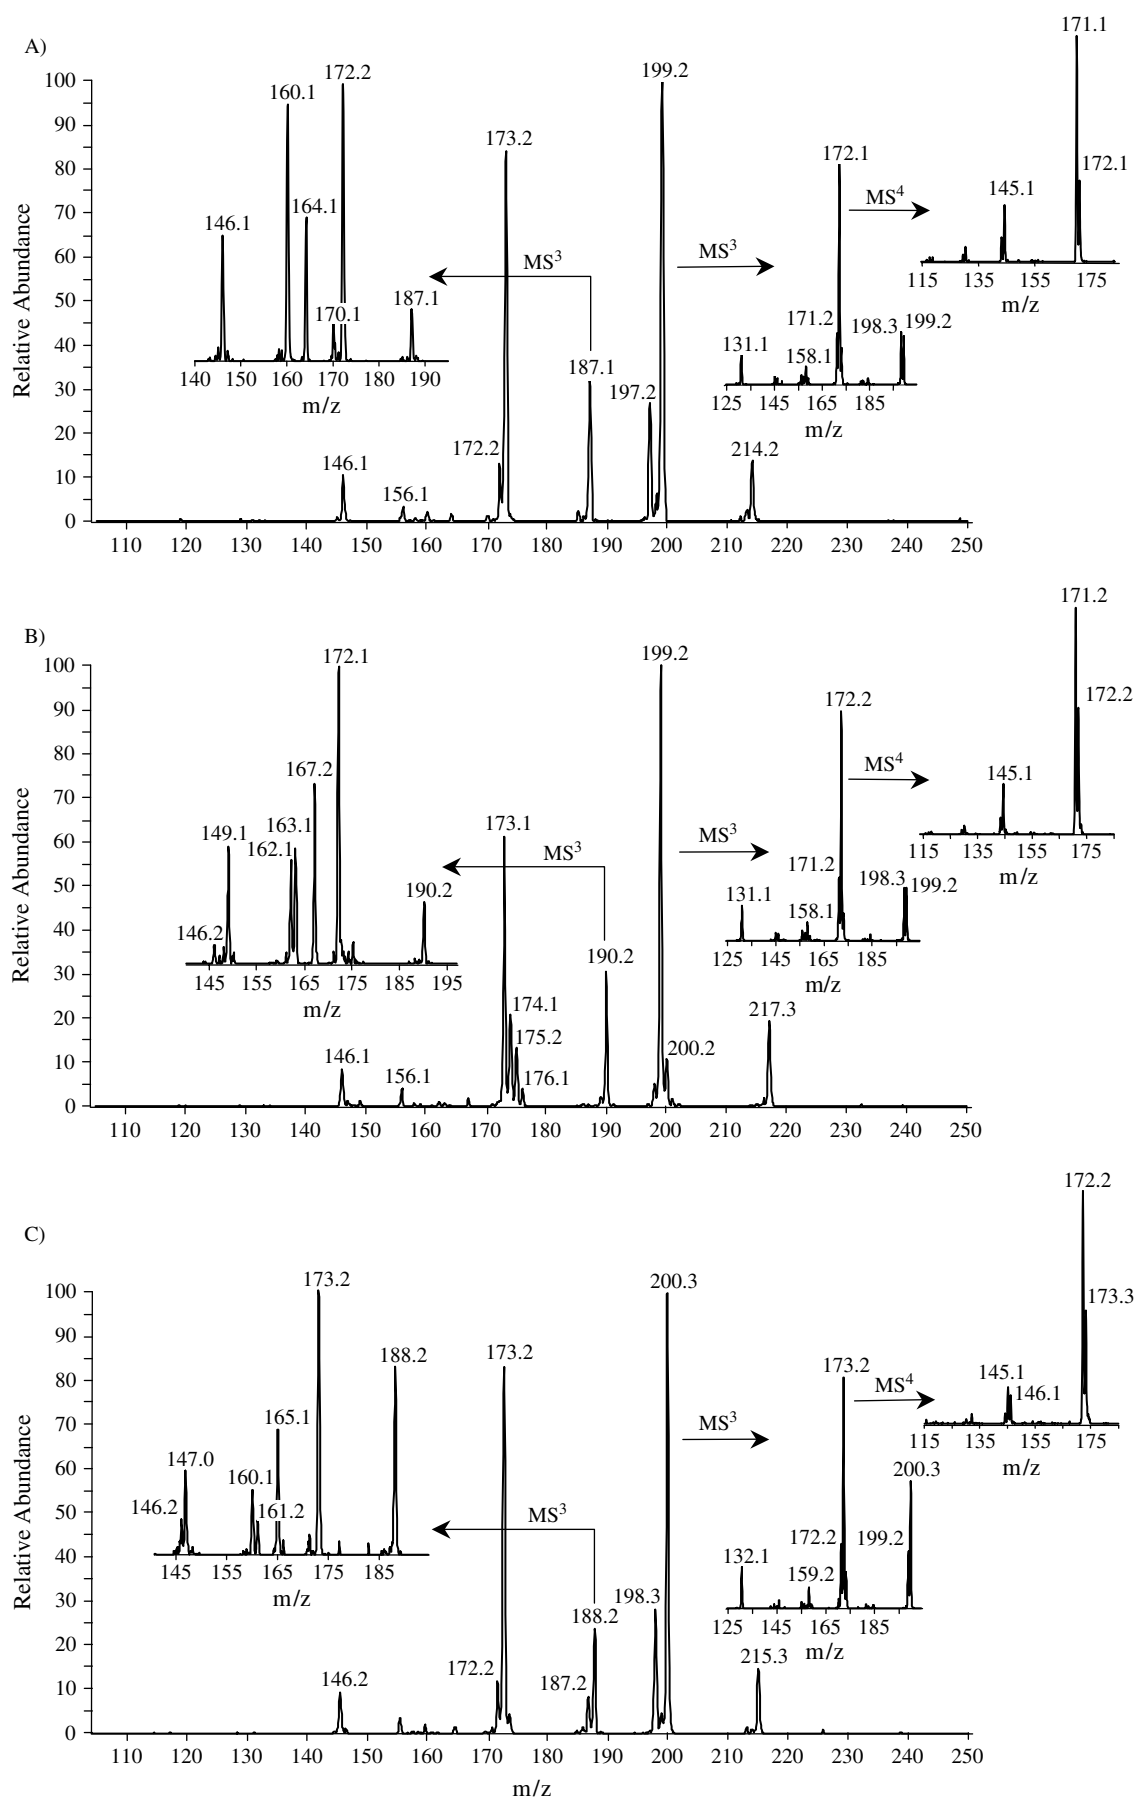 A)
Relative Abundance
100
90
80
70
60
50
40
30
20
10
0
110 120 130 140 150 160 170 180 190 200 210 220 230 240 250
146.1
156.1
172.2
173.2
187.1
197.2
199.2
214.2
MS3
146.1
160.1
164.1
170.1
172.2
187.1
140 150 160 170 180 190
m/z
MS3
131.1
158.1
171.2
172.1
198.3
199.2
125 145 165 185
m/z
MS4
145.1
171.1
172.1
115 135 155 175
m/z
B)
Relative Abundance
100
90
80
70
60
50
40
30
20
10
0
110 120 130 140 150 160 170 180 190 200 210 220 230 240 250
146.1
156.1
173.1
174.1
175.2
176.1
190.2
199.2
200.2
217.3
MS3
146.2
149.1
162.1
163.1
167.2
172.1
190.2
145 155 165 175 185 195
m/z
MS3
131.1
158.1
171.2
172.2
198.3
199.2
125 145 165 185
m/z
MS4
145.1
171.2
172.2
115 135 155 175
m/z
C)
Relative Abundance
100
90
80
70
60
50
40
30
20
10
0
110 120 130 140 150 160 170 180 190 200 210 220 230 240 250
m/z
146.2
172.2
173.2
187.2
188.2
198.3
200.3
215.3
MS3
146.2
147.0
160.1
161.2
165.1
173.2
188.2
145 155 165 175 185
m/z
MS3
132.1
159.2
172.2
173.2
199.2
200.3
125 145 165 185
m/z
MS4
145.1
146.1
172.2
173.3
115 135 155 175
m/z